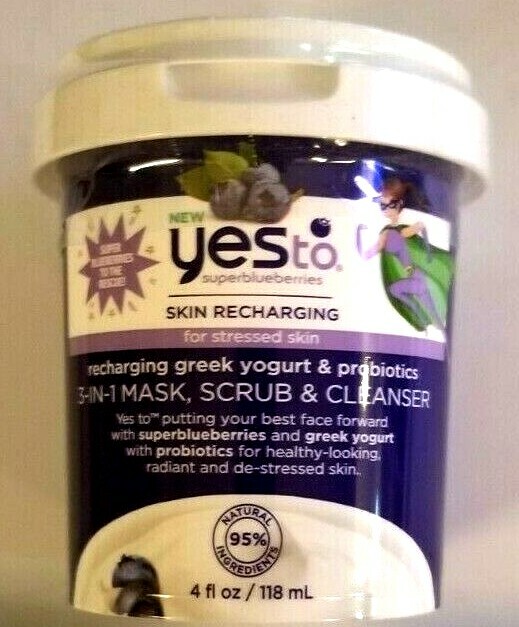 NEW
yes to
superblueberries
SUPER
BLUEBERRIES
TO THE
RESCUE!
SKIN RECHARGING
for stressed skin
recharging greek yogurt & probiotics
3-IN-1 MASK, SCRUB & CLEANSER
Yes to™ putting your best face forward
with superblueberries and greek yogurt
with probiotics for healthy-looking,
radiant and de-stressed skin.
NATURAL
95%
INGREDIENTS
4 fl oz / 118 mL